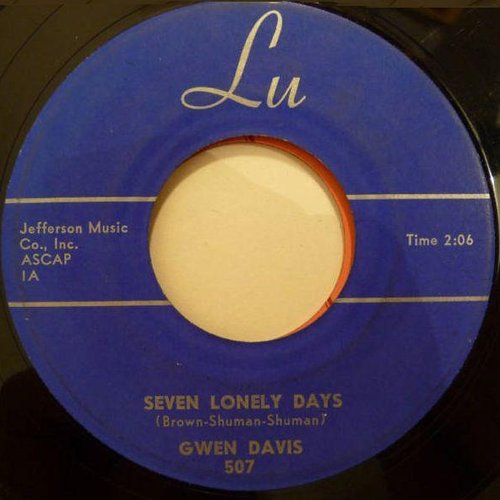 Lu
Jefferson Music
Co., Inc.
ASCAP
1A
Time 2:06
SEVEN LONELY DAYS
(Brown-Shuman-Shuman)
GWEN DAVIS
507